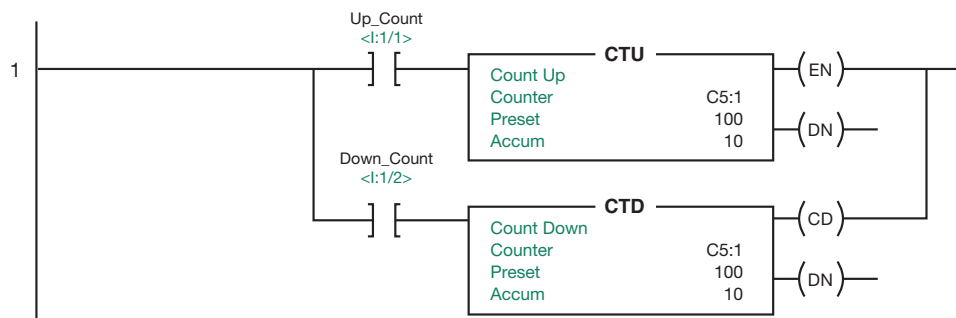 Up_Count
<I:1/1>
1
CTU
Count Up
Counter C5:1
Preset 100
Accum 10
EN
DN
Down_Count
<I:1/2>
CTD
Count Down
Counter C5:1
Preset 100
Accum 10
CD
DN